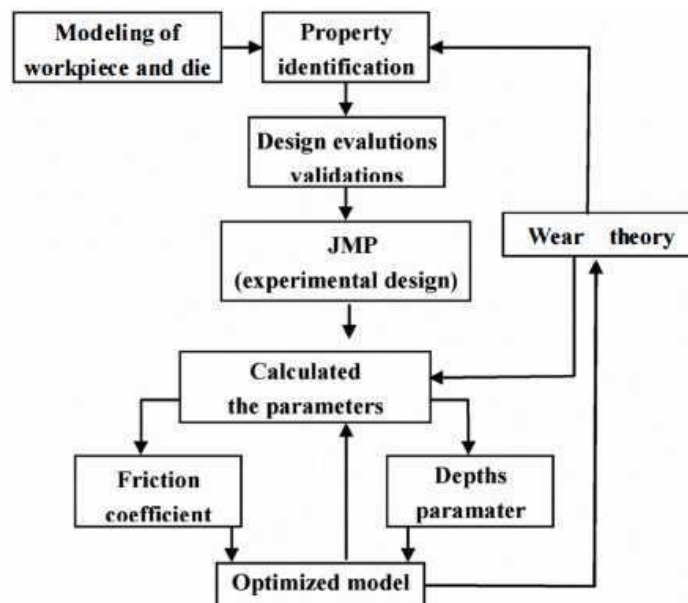 Modeling of
workpiece and die
Property
identification
Design evalutions
validations
JMP
(experimental design)
Wear theory
Calculated
the parameters
Friction
coefficient
Depths
paramater
Optimized model